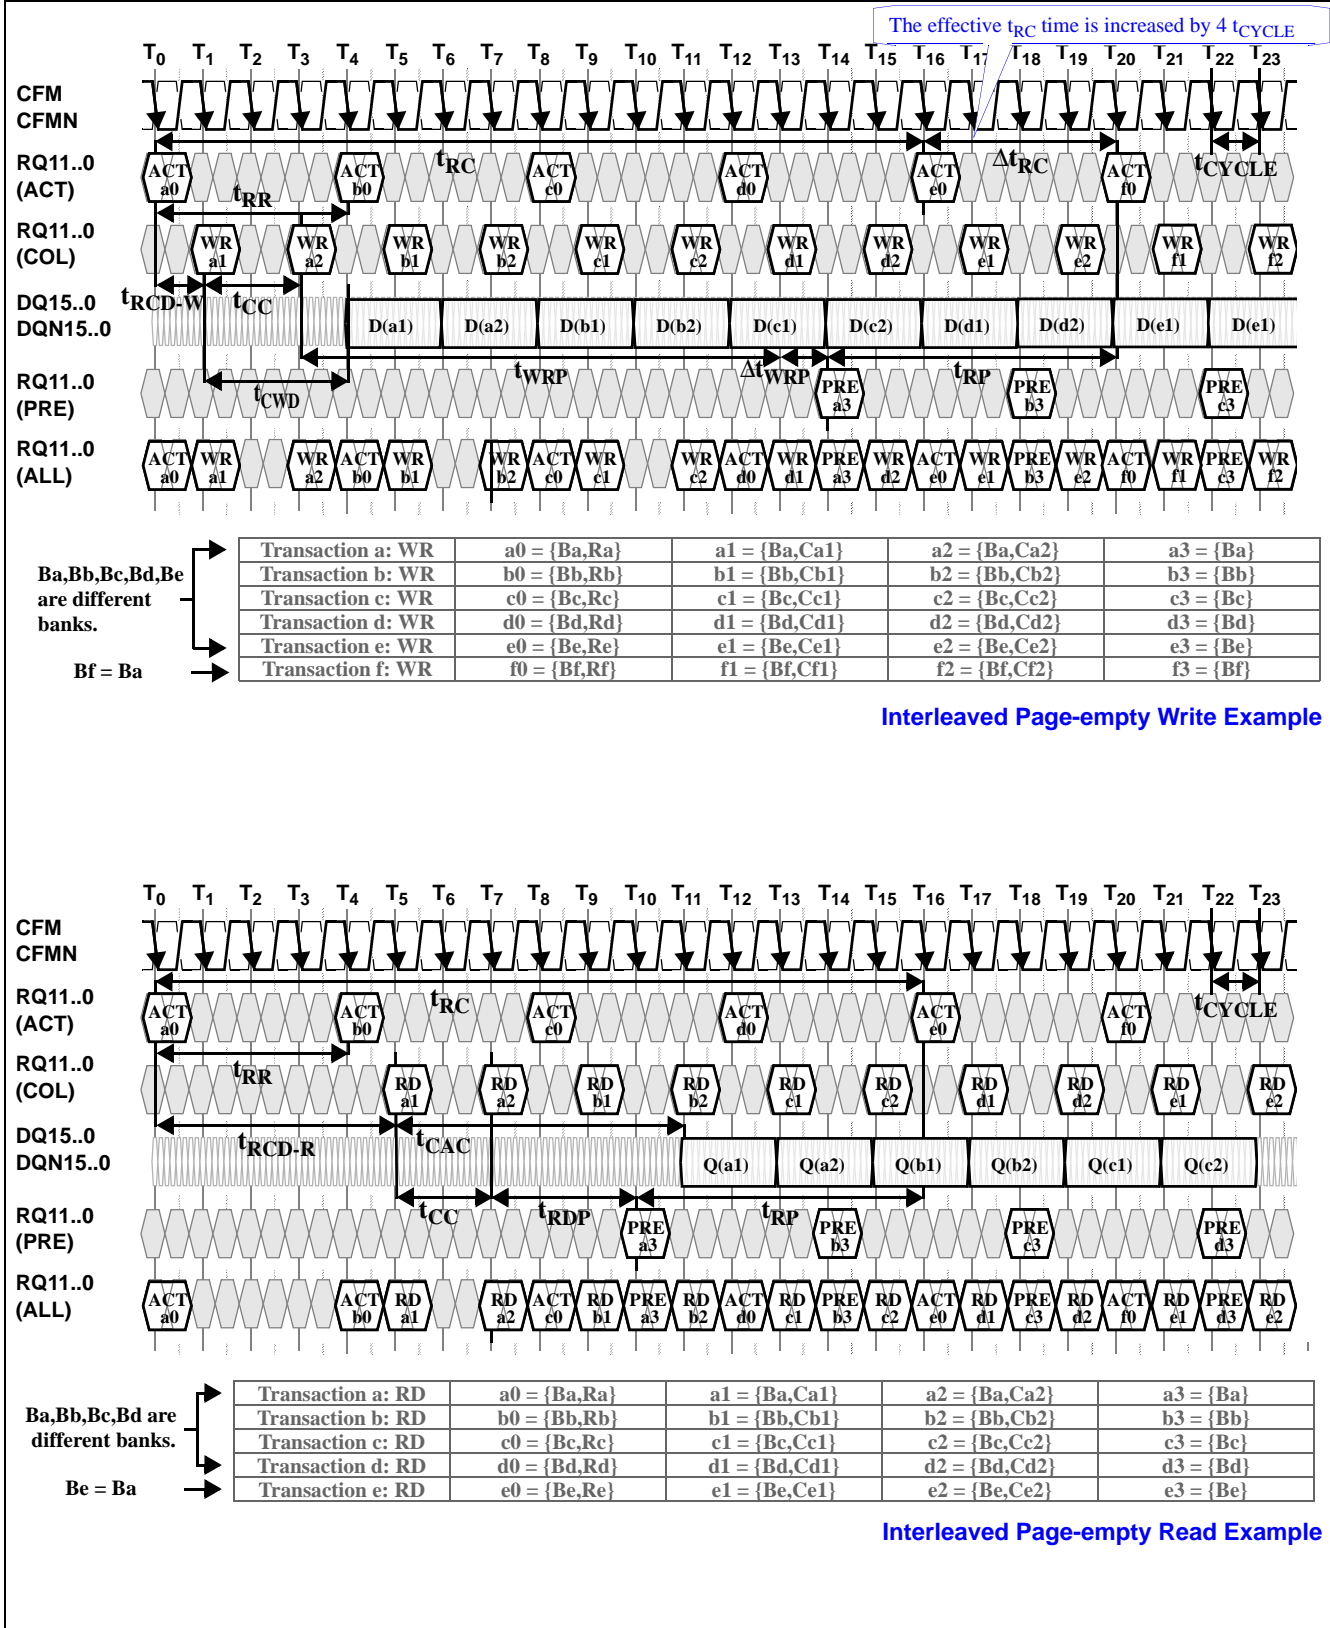 The effective tRC time is increased by 4 tCYCLE
T0 T1 T2 T3 T4 T5 T6 T7 T8 T9 T10 T11 T12 T13 T14 T15 T16 T17 T18 T19 T20 T21 T22 T23
CFM
CFMN
tRC ΔtRC tCYCLE
RQ11..0
(ACT)
ACT a0 ACT b0 ACT c0 ACT d0 ACT e0 ACT f0
tRR
RQ11..0
(COL)
WR a1 WR a2 WR b1 WR b2 WR c1 WR c2 WR d1 WR d2 WR e1 WR e2 WR f1 WR f2
tRCD-W tCC
DQ15..0
DQN15..0
D(a1) D(a2) D(b1) D(b2) D(c1) D(c2) D(d1) D(d2) D(e1) D(e1)
tCWD tWRP ΔtWRP tRP
RQ11..0
(PRE)
PRE a3 PRE b3 PRE c3
RQ11..0
(ALL)
ACT a0 WR a1 WR a2 ACT b0 WR b1 WR b2 ACT c0 WR c1 WR c2 ACT d0 WR d1 PRE a3 WR d2 ACT e0 WR e1 PRE b3 WR e2 ACT f0 WR f1 PRE c3 WR f2
Ba,Bb,Bc,Bd,Be
are different
banks.
Bf = Ba
Transaction a: WR a0 = {Ba,Ra} a1 = {Ba,Ca1} a2 = {Ba,Ca2} a3 = {Ba}
Transaction b: WR b0 = {Bb,Rb} b1 = {Bb,Cb1} b2 = {Bb,Cb2} b3 = {Bb}
Transaction c: WR c0 = {Bc,Rc} c1 = {Bc,Cc1} c2 = {Bc,Cc2} c3 = {Bc}
Transaction d: WR d0 = {Bd,Rd} d1 = {Bd,Cd1} d2 = {Bd,Cd2} d3 = {Bd}
Transaction e: WR e0 = {Be,Re} e1 = {Be,Ce1} e2 = {Be,Ce2} e3 = {Be}
Transaction f: WR f0 = {Bf,Rf} f1 = {Bf,Cf1} f2 = {Bf,Cf2} f3 = {Bf}
Interleaved Page-empty Write Example
T0 T1 T2 T3 T4 T5 T6 T7 T8 T9 T10 T11 T12 T13 T14 T15 T16 T17 T18 T19 T20 T21 T22 T23
CFM
CFMN
tRC tCYCLE
RQ11..0
(ACT)
ACT a0 ACT b0 ACT c0 ACT d0 ACT e0 ACT f0
tRR
RQ11..0
(COL)
RD a1 RD a2 RD b1 RD b2 RD c1 RD c2 RD d1 RD d2 RD e1 RD e2
tRCD-R tCAC
DQ15..0
DQN15..0
Q(a1) Q(a2) Q(b1) Q(b2) Q(c1) Q(c2)
tCC tRDP tRP
RQ11..0
(PRE)
PRE a3 PRE b3 PRE c3 PRE d3
RQ11..0
(ALL)
ACT a0 ACT b0 RD a1 RD a2 ACT c0 RD b1 PRE a3 RD b2 ACT d0 RD c1 PRE b3 RD c2 ACT e0 RD d1 PRE c3 RD d2 ACT f0 RD e1 PRE d3 RD e2
Ba,Bb,Bc,Bd are
different banks.
Be = Ba
Transaction a: RD a0 = {Ba,Ra} a1 = {Ba,Ca1} a2 = {Ba,Ca2} a3 = {Ba}
Transaction b: RD b0 = {Bb,Rb} b1 = {Bb,Cb1} b2 = {Bb,Cb2} b3 = {Bb}
Transaction c: RD c0 = {Bc,Rc} c1 = {Bc,Cc1} c2 = {Bc,Cc2} c3 = {Bc}
Transaction d: RD d0 = {Bd,Rd} d1 = {Bd,Cd1} d2 = {Bd,Cd2} d3 = {Bd}
Transaction e: RD e0 = {Be,Re} e1 = {Be,Ce1} e2 = {Be,Ce2} e3 = {Be}
Interleaved Page-empty Read Example